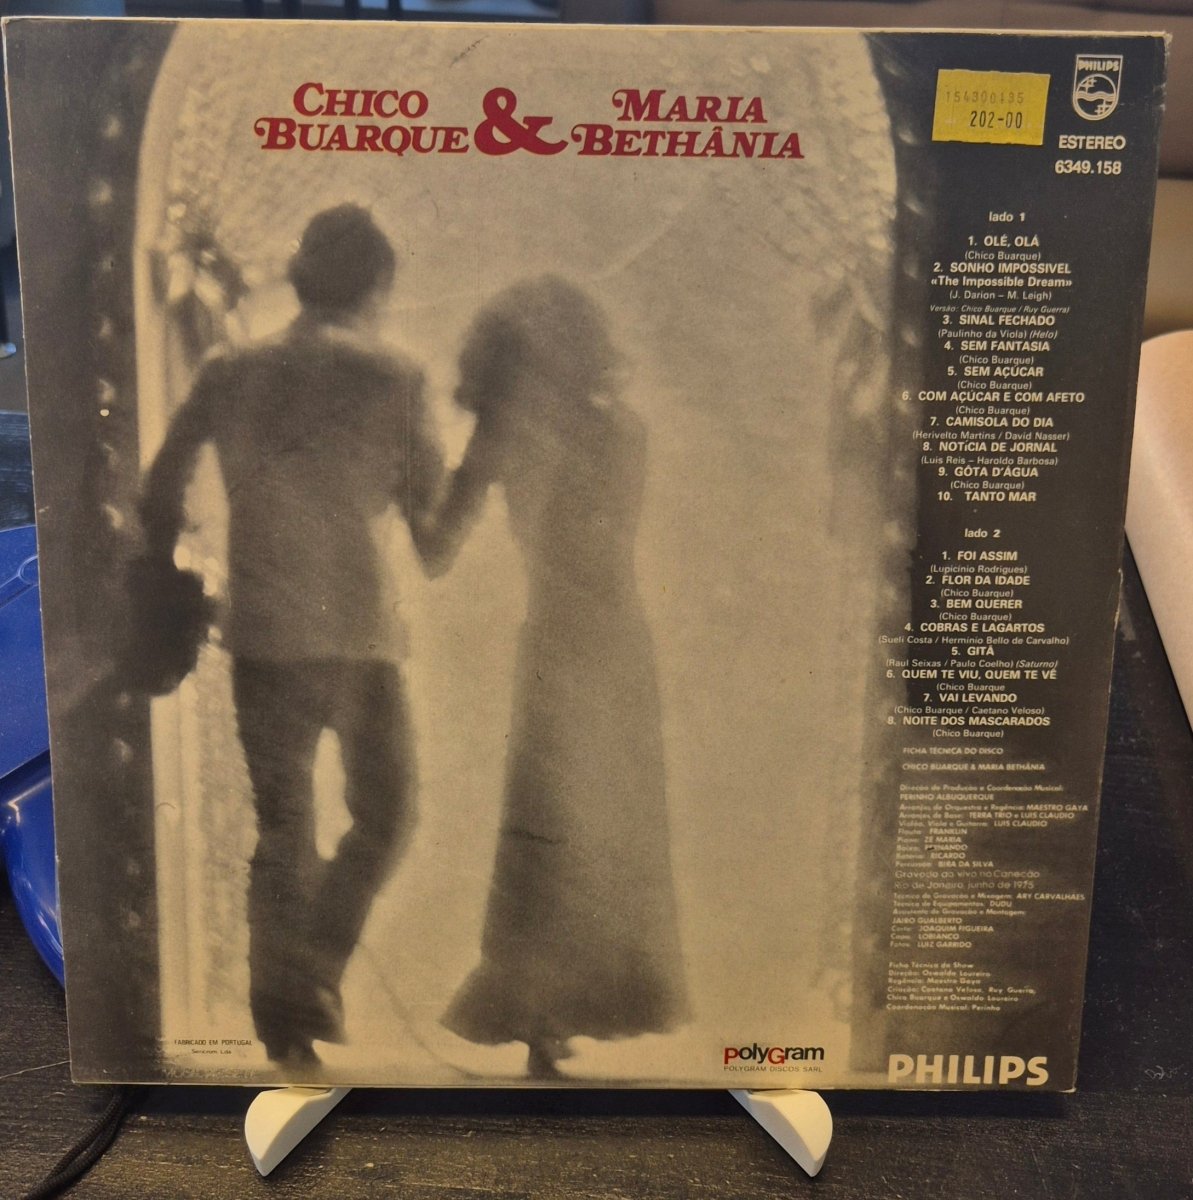 CHICO
BUARQUE
&
MARIA
BETHÂNIA
154300135
202-00
PHILIPS
ESTEREO
6349.158
lado 1
1. OLÉ, OLÁ
(Chico Buarque)
2. SONHO IMPOSSIVEL
«The Impossible Dream»
(J. Darion – M. Leigh)
Versão: Chico Buarque / Ruy Guerra)
3. SINAL FECHADO
(Paulinho da Viola) (Helo)
4. SEM FANTASIA
(Chico Buarque)
5. SEM AÇÚCAR
(Chico Buarque)
6. COM AÇÚCAR E COM AFETO
(Chico Buarque)
7. CAMISOLA DO DIA
(Herivelto Martins / David Nasser)
8. NOTíCIA DE JORNAL
(Luis Reis – Haroldo Barbosa)
9. GÔTA D'ÁGUA
(Chico Buarque)
10. TANTO MAR
lado 2
1. FOI ASSIM
(Lupicinio Rodrigues)
2. FLOR DA IDADE
(Chico Buarque)
3. BEM QUERER
(Chico Buarque)
4. COBRAS E LAGARTOS
(Sueli Costa / Herminio Bello de Carvalho)
5. GITÂ
(Raul Seixas / Paulo Coelho) (Saturno)
6. QUEM TE VIU, QUEM TE VÊ
(Chico Buarque
7. VAI LEVANDO
(Chico Buarque / Caetano Veloso)
8. NOITE DOS MASCARADOS
(Chico Buarque)
FICHA TÉCNICA DO DISCO
CHICO BUARQUE & MARIA BETHÂNIA
Direcão de Produção e Coordenação Musical:
PERINHO ALBUQUERQUE
Arranjos de Orquestra e Regência: MAESTRO GAYA
Arranjos de Base: TERRA TRIO e LUIS CLAUDIO
Violão, Viola e Guitarra: LUIS CLAUDIO
Flauta: FRANKLIN
Piano: ZÉ MARIA
Baixo: FERNANDO
Bateria: RICARDO
Percussão: BIRA DA SILVA
Gravado ao vivo no Canecão
Rio de Janeiro, junho de 1975
Técnico de Gravação e Mixagem: ARY CARVALHAES
Técnico de Equipamentos: DUDU
Assistente de Gravação e Montagem:
JAIRO GUALBERTO
Corte: JOAQUIM FIGUEIRA
Capa: LOBIANCO
Fotos: LUIZ GARRIDO
Ficha Técnica do Show
Direção: Oswaldo Loureiro
Regência: Maestro Gaya
Criação: Caetano Veloso, Ruy Guerra,
Chico Buarque e Oswaldo Loureiro
Coordenação Musical: Perinho
FABRICADO EM PORTUGAL
polyGram
POLYGRAM DISCOS SARL
PHILIPS